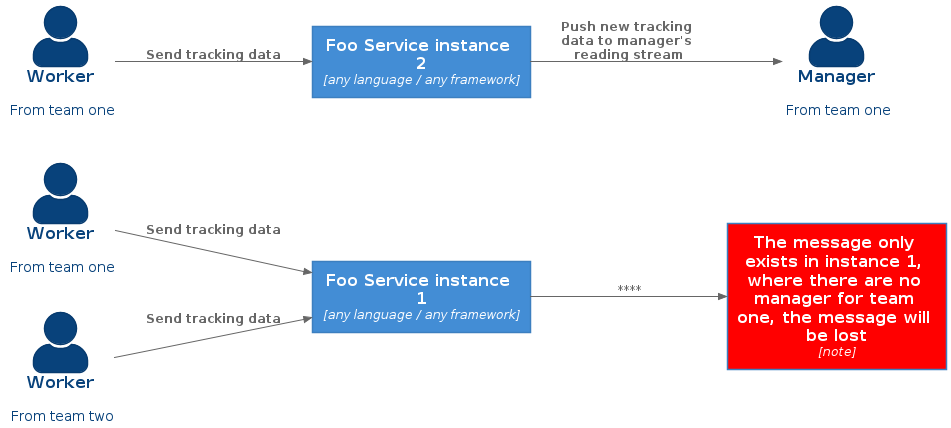 Worker
From team one
Send tracking data
Foo Service instance
2
[any language / any framework]
Push new tracking
data to manager's
reading stream
Manager
From team one
Worker
From team one
Send tracking data
Worker
From team two
Send tracking data
Foo Service instance
1
[any language / any framework]
****
The message only
exists in instance 1,
where there are no
manager for team
one, the message will
be lost
[note]